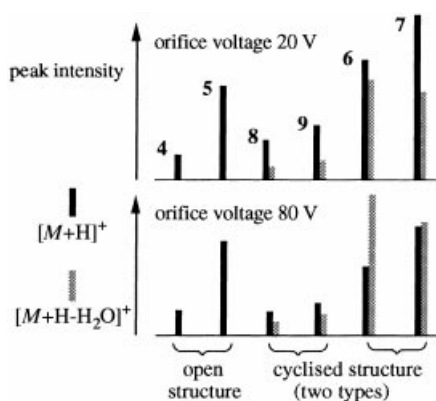 orifice voltage 20 V
7
6
peak intensity
5
9
8
4
orifice voltage 80 V
[M+H]⁺
[M+H-H₂O]⁺
open
structure
cyclised structure
(two types)